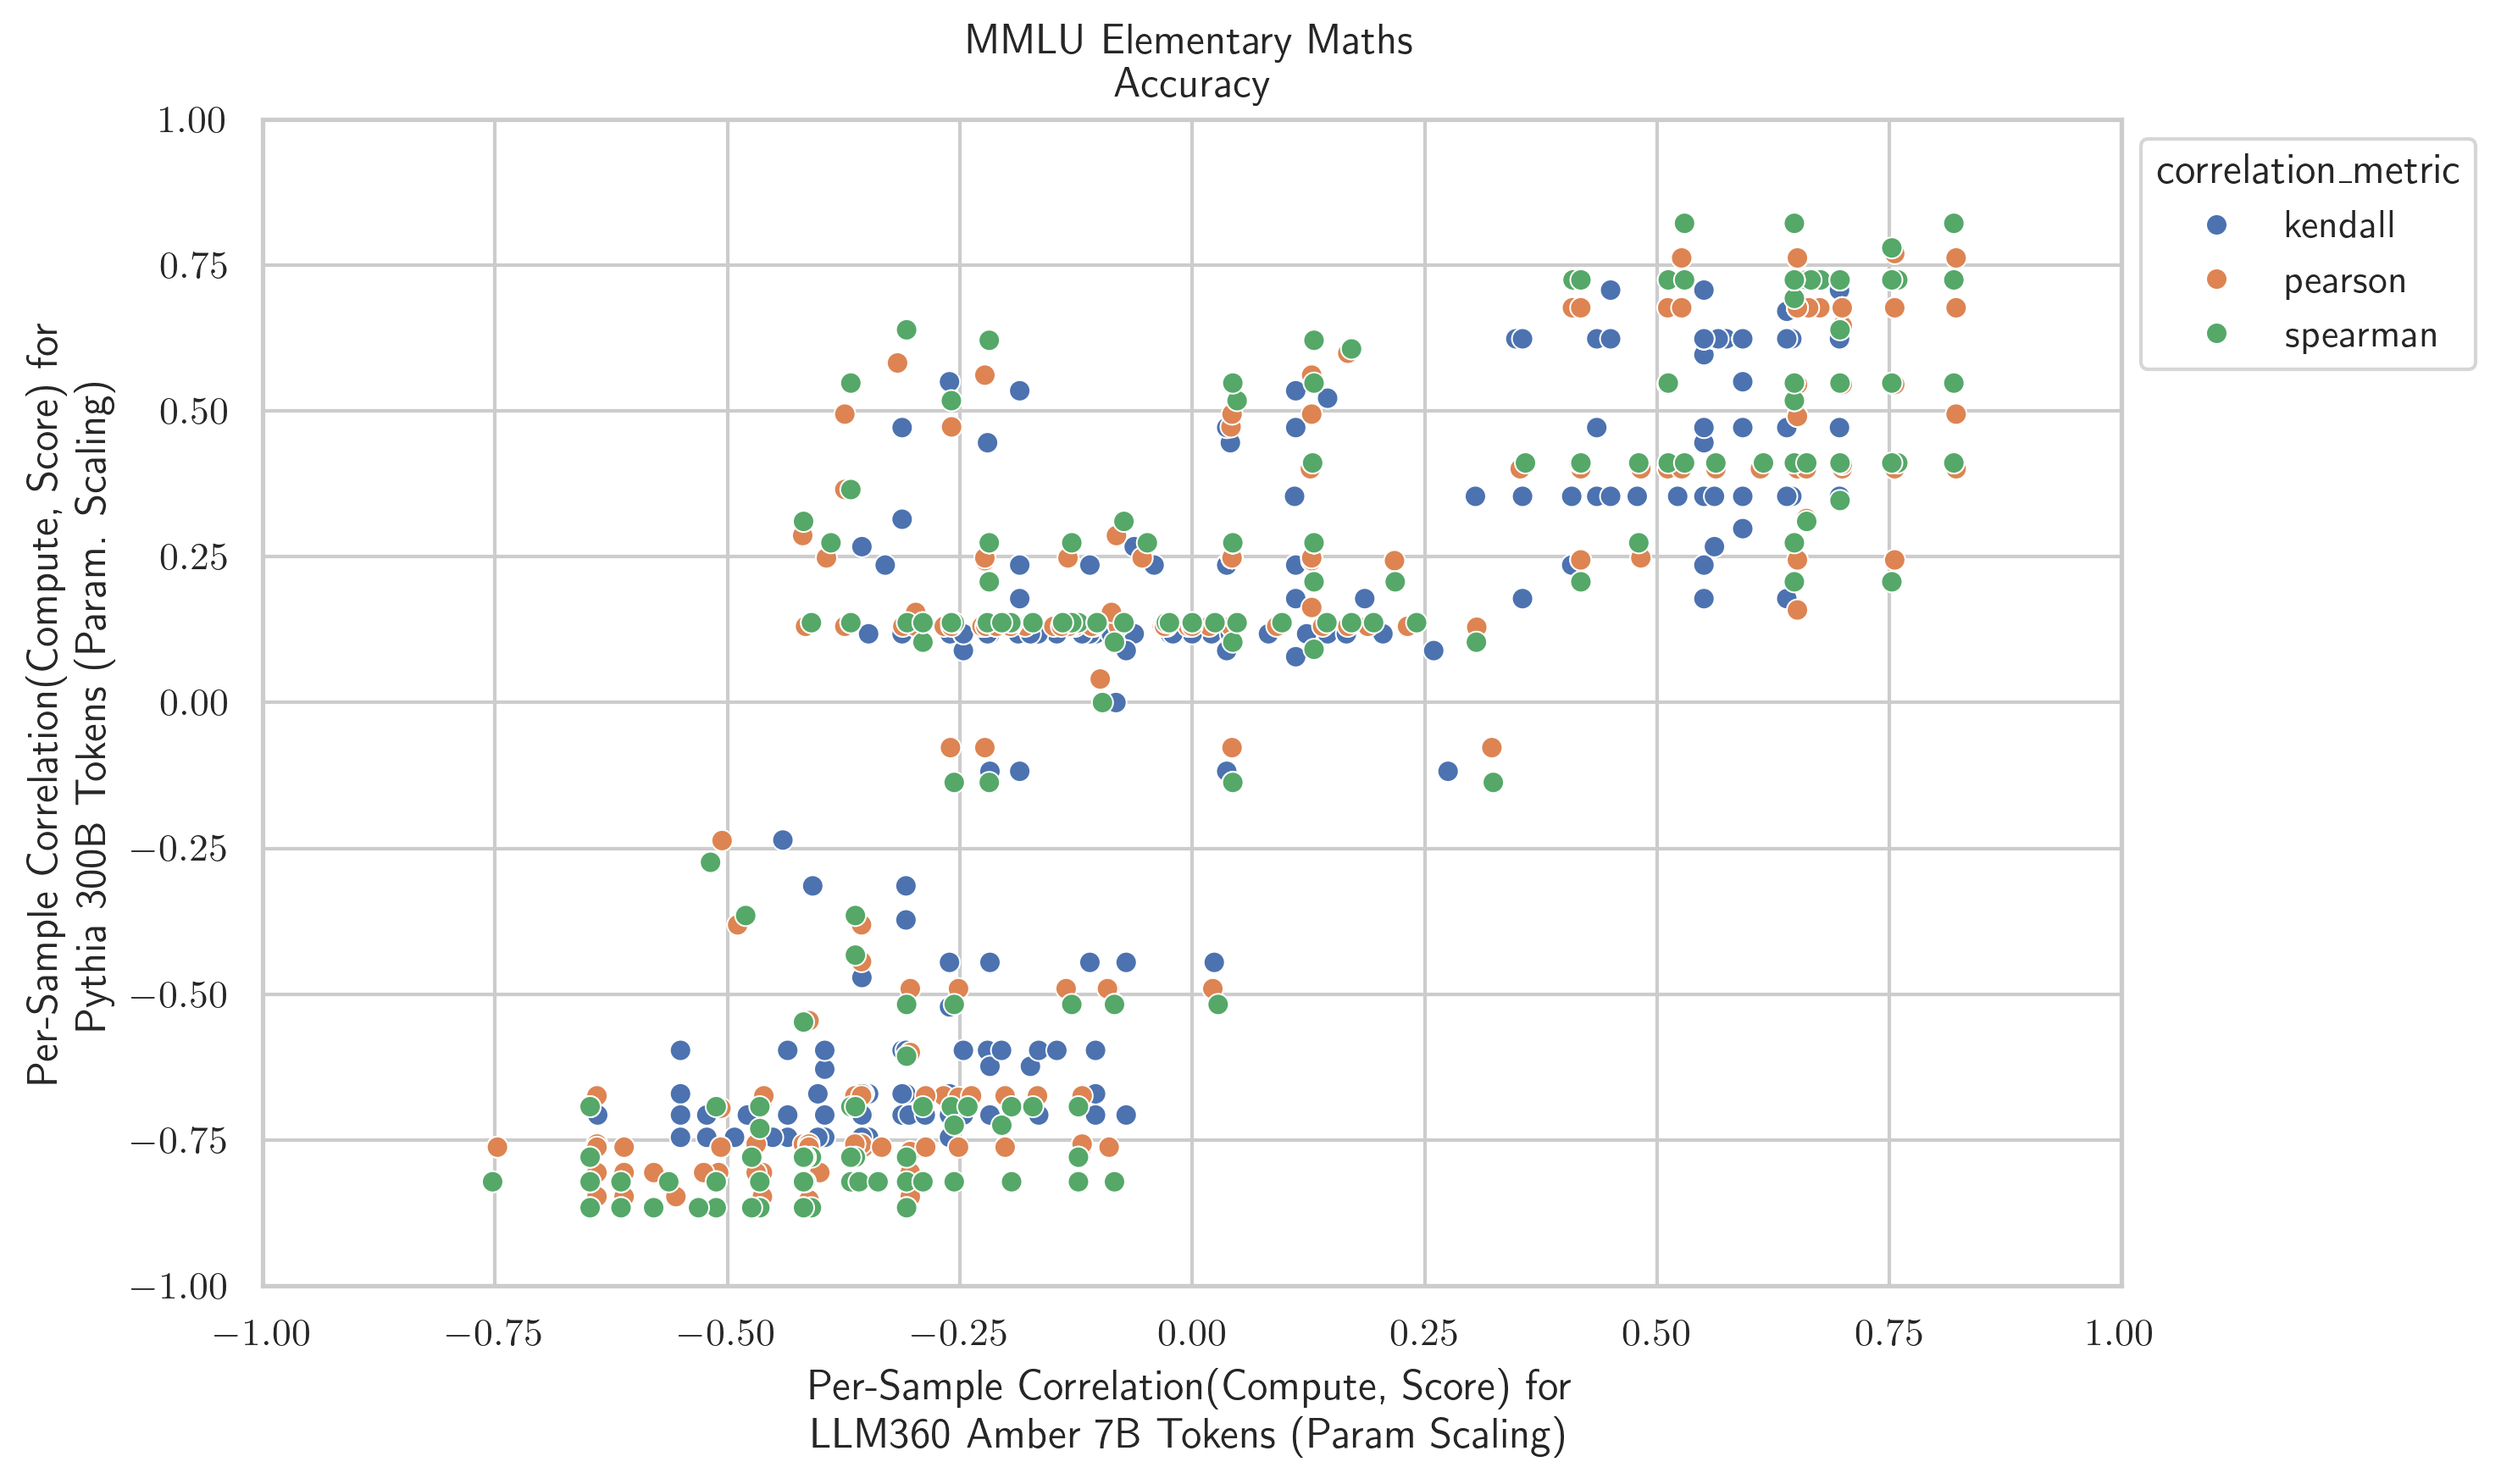 MMLU Elementary Maths
Accuracy
Per-Sample Correlation(Compute, Score) for
Pythia 300B Tokens (Param. Scaling)
1.00
0.75
0.50
0.25
0.00
−0.25
−0.50
−0.75
−1.00
−1.00 −0.75 −0.50 −0.25 0.00 0.25 0.50 0.75 1.00
Per-Sample Correlation(Compute, Score) for
LLM360 Amber 7B Tokens (Param Scaling)
correlation_metric
kendall
pearson
spearman